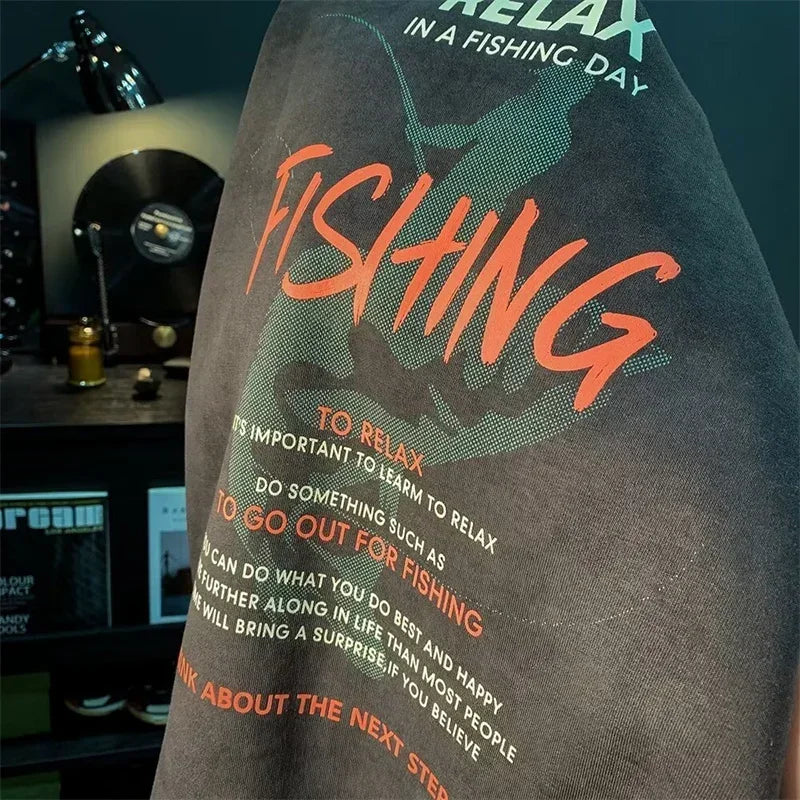 RELAX
IN A FISHING DAY
FISHING
TO RELAX
IT'S IMPORTANT TO LEARM TO RELAX
DO SOMETHING SUCH AS
TO GO OUT FOR FISHING
CAN DO WHAT YOU DO BEST AND HAPPY
FURTHER ALONG IN LIFE THAN MOST PEOPLE
WILL BRING A SURPRISE,IF YOU BELIEVE
ABOUT THE NEXT STEP